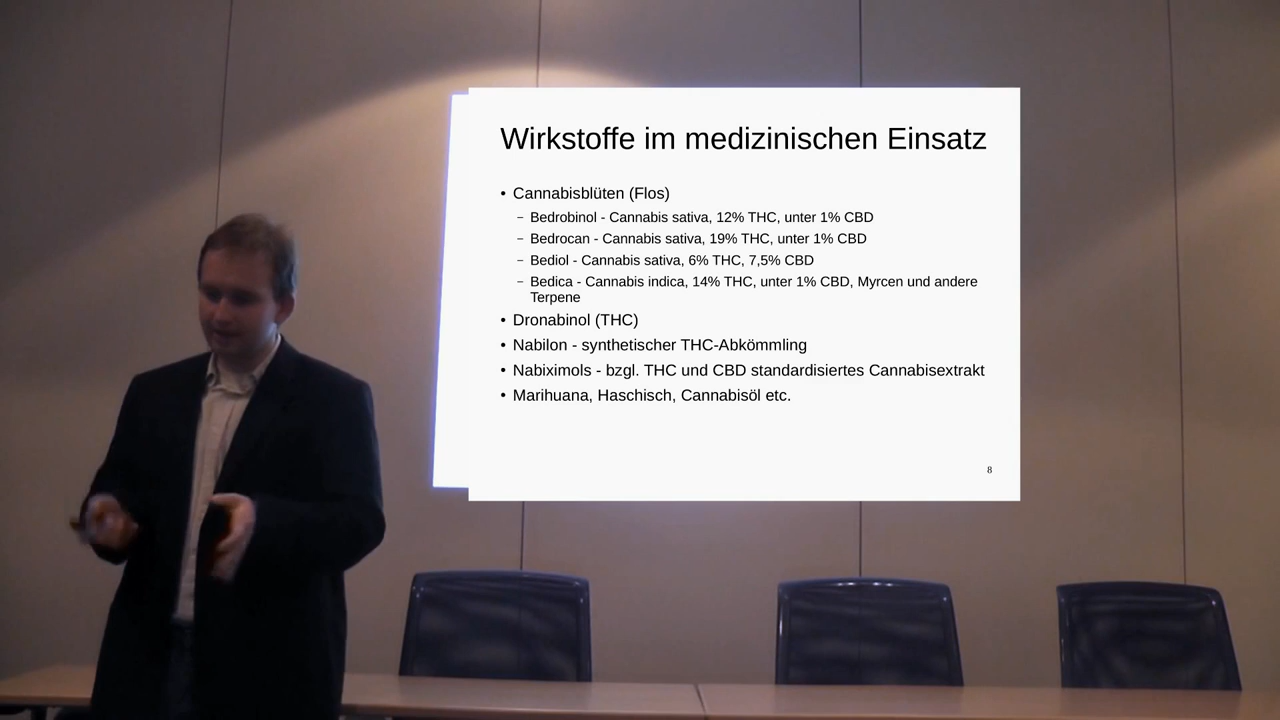 Wirkstoffe im medizinischen Einsatz
• Cannabisblüten (Flos)
– Bedrobinol - Cannabis sativa, 12% THC, unter 1% CBD
– Bedrocan - Cannabis sativa, 19% THC, unter 1% CBD
– Bediol - Cannabis sativa, 6% THC, 7,5% CBD
– Bedica - Cannabis indica, 14% THC, unter 1% CBD, Myrcen und andere
Terpene
• Dronabinol (THC)
• Nabilon - synthetischer THC-Abkömmling
• Nabiximols - bzgl. THC und CBD standardisiertes Cannabisextrakt
• Marihuana, Haschisch, Cannabisöl etc.
8